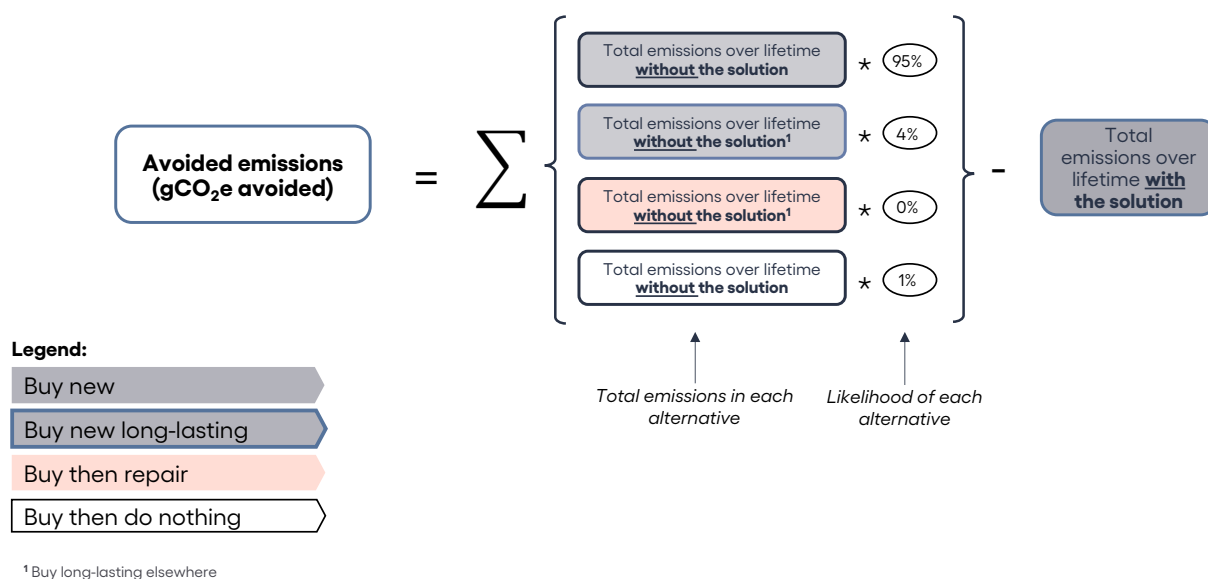 Total emissions over lifetime
without the solution
* 95%
Total emissions over lifetime
without the solution¹
* 4%
Avoided emissions
(gCO₂e avoided)
= ∑
Total emissions over lifetime
without the solution¹
* 0%
Total emissions over lifetime
without the solution
* 1%
-
Total
emissions over
lifetime with
the solution
Total emissions in each
alternative
Likelihood of each
alternative
Legend:
Buy new
Buy new long-lasting
Buy then repair
Buy then do nothing
¹ Buy long-lasting elsewhere